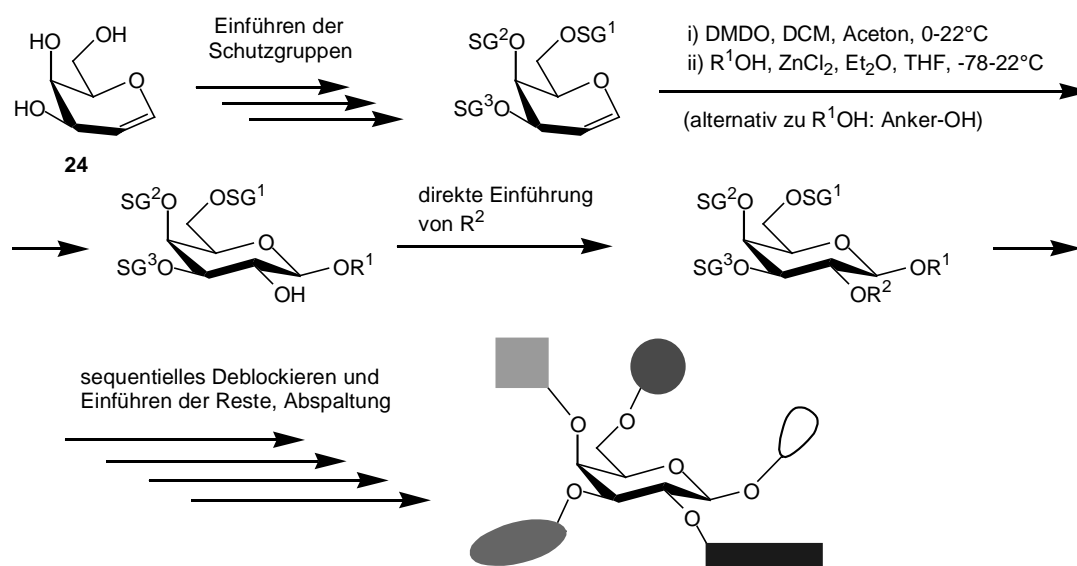 Einführen der
Schutzgruppen
OH
HO
O
HO
24
SG²O
OSG¹
O
SG³O
i) DMDO, DCM, Aceton, 0-22°C
ii) R¹OH, ZnCl₂, Et₂O, THF, -78-22°C
(alternativ zu R¹OH: Anker-OH)
SG²O
OSG¹
O
SG³O
OR¹
OH
direkte Einführung
von R²
SG²O
OSG¹
O
SG³O
OR¹
OR²
sequentielles Deblockieren und
Einführen der Reste, Abspaltung
O
O
O
O
O
O